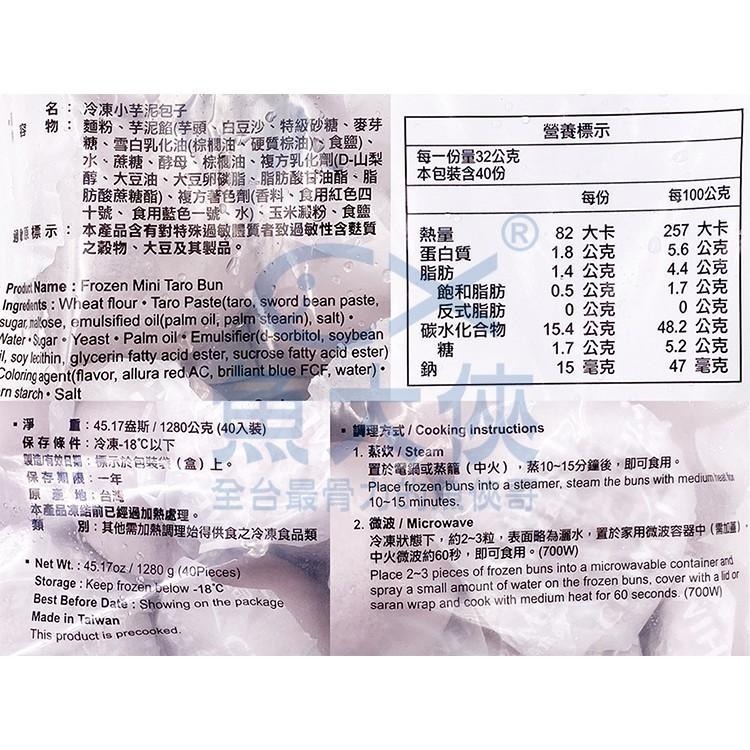 名：冷凍小芋泥包子
內容物：麵粉、芋泥餡(芋頭、白豆沙、特級砂糖、麥芽
糖、雪白乳化油(棕櫚油、硬質棕油)、食鹽)、
水、蔗糖、酵母、棕櫚油、複方乳化劑(D-山梨
醇、大豆油、大豆卵磷脂、脂肪酸甘油酯、脂
肪酸蔗糖酯)、複方著色劑(香料、食用紅色四
十號、食用藍色一號、水)、玉米澱粉、食鹽
過敏原標示：本產品含有對特殊過敏體質者致過敏性含麩質
之穀物、大豆及其製品。
Product Name：Frozen Mini Taro Bun
Ingredients：Wheat flour・Taro Paste(taro, sword bean paste,
sugar, maltose, emulsified oil(palm oil, palm stearin), salt)・
Water・Sugar・Yeast・Palm oil・Emulsifier(d-sorbitol, soybean
oil, soy lecithin, glycerin fatty acid ester, sucrose fatty acid ester)
Coloring agent(flavor, allura red AC, brilliant blue FCF, water)・
rn starch・Salt
營養標示
每一份量32公克
本包裝含40份
每份 每100公克
熱量 82 大卡 257 大卡
蛋白質 1.8 公克 5.6 公克
脂肪 1.4 公克 4.4 公克
飽和脂肪 0.5 公克 1.7 公克
反式脂肪 0 公克 0 公克
碳水化合物 15.4 公克 48.2 公克
糖 1.7 公克 5.2 公克
鈉 15 毫克 47 毫克
®
魚大俠
▪ 淨重：45.17盎斯 / 1280公克 (40入裝)
保存條件：冷凍-18℃以下
製造/有效日期：標示於包裝袋（盒）上。
保存期限：一年
原產地：台灣
本產品凍結前已經過加熱處理。
類別：其他需加熱調理始得供食之冷凍食品類
▪ Net Wt.：45.17oz / 1280 g (40Pieces)
Storage：Keep frozen below -18℃
Best Before Date：Showing on the package
Made in Taiwan
This product is precooked.
▪ 調理方式 / Cooking instructions
1. 蒸炊 / Steam
置於電鍋或蒸籠（中火），蒸10~15分鐘後，即可食用。
Place frozen buns into a steamer, steam the buns with medium heat for
10~15 minutes.
2. 微波 / Microwave
冷凍狀態下，約2~3粒，表面略為灑水，置於家用微波容器中（需加蓋），
中火微波約60秒，即可食用。(700W)
Place 2~3 pieces of frozen buns into a microwavable container and
spray a small amount of water on the frozen buns, cover with a lid or
saran wrap and cook with medium heat for 60 seconds. (700W)